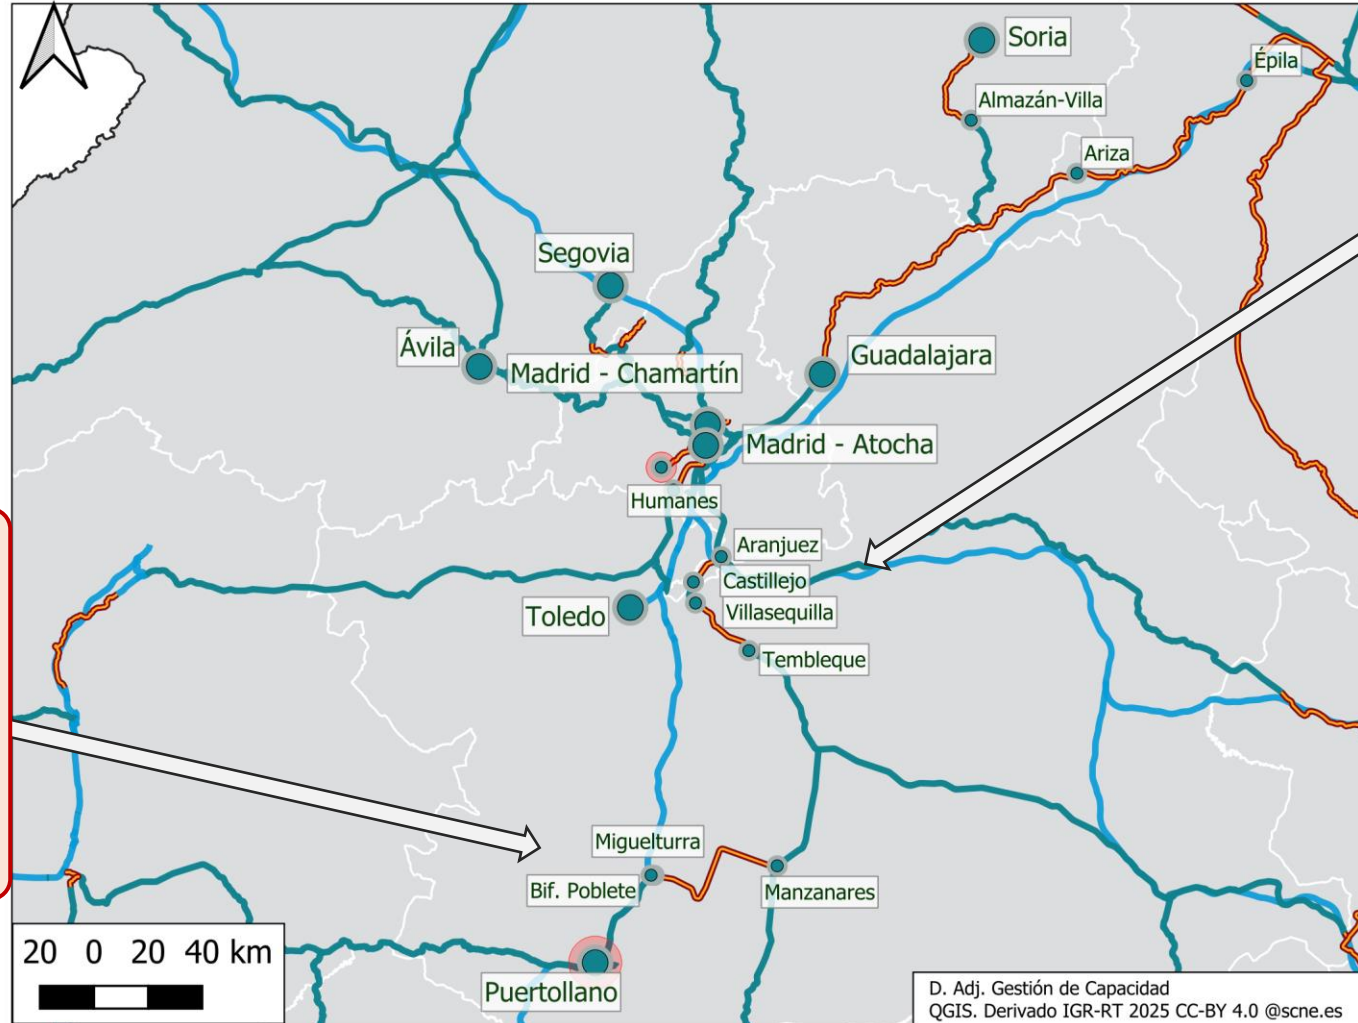 Soria
Épila
Almazán-Villa
Ariza
Segovia
Ávila
Madrid - Chamartín
Guadalajara
Madrid - Atocha
Humanes
Aranjuez
Castillejo
Villasequilla
Toledo
Tembleque
Miguelturra
Bif. Poblete
Manzanares
Puertollano
20 0 20 40 km
D. Adj. Gestión de Capacidad
QGIS. Derivado IGR-RT 2025 CC-BY 4.0 @scne.es